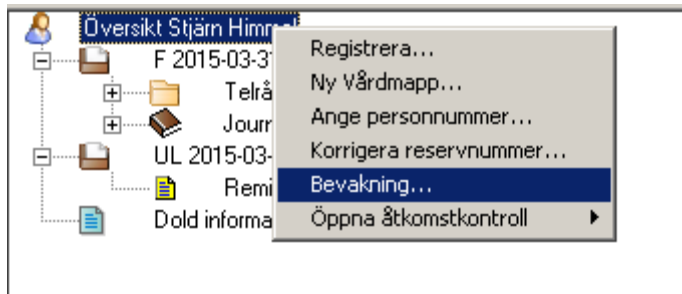 Översikt Stjärn Himmel
F 2015-03-31
Telrå
Journ
UL 2015-03-
Remi
Dold informa
Registrera...
Ny Vårdmapp...
Ange personnummer...
Korrigera reservnummer...
Bevakning...
Öppna åtkomstkontroll